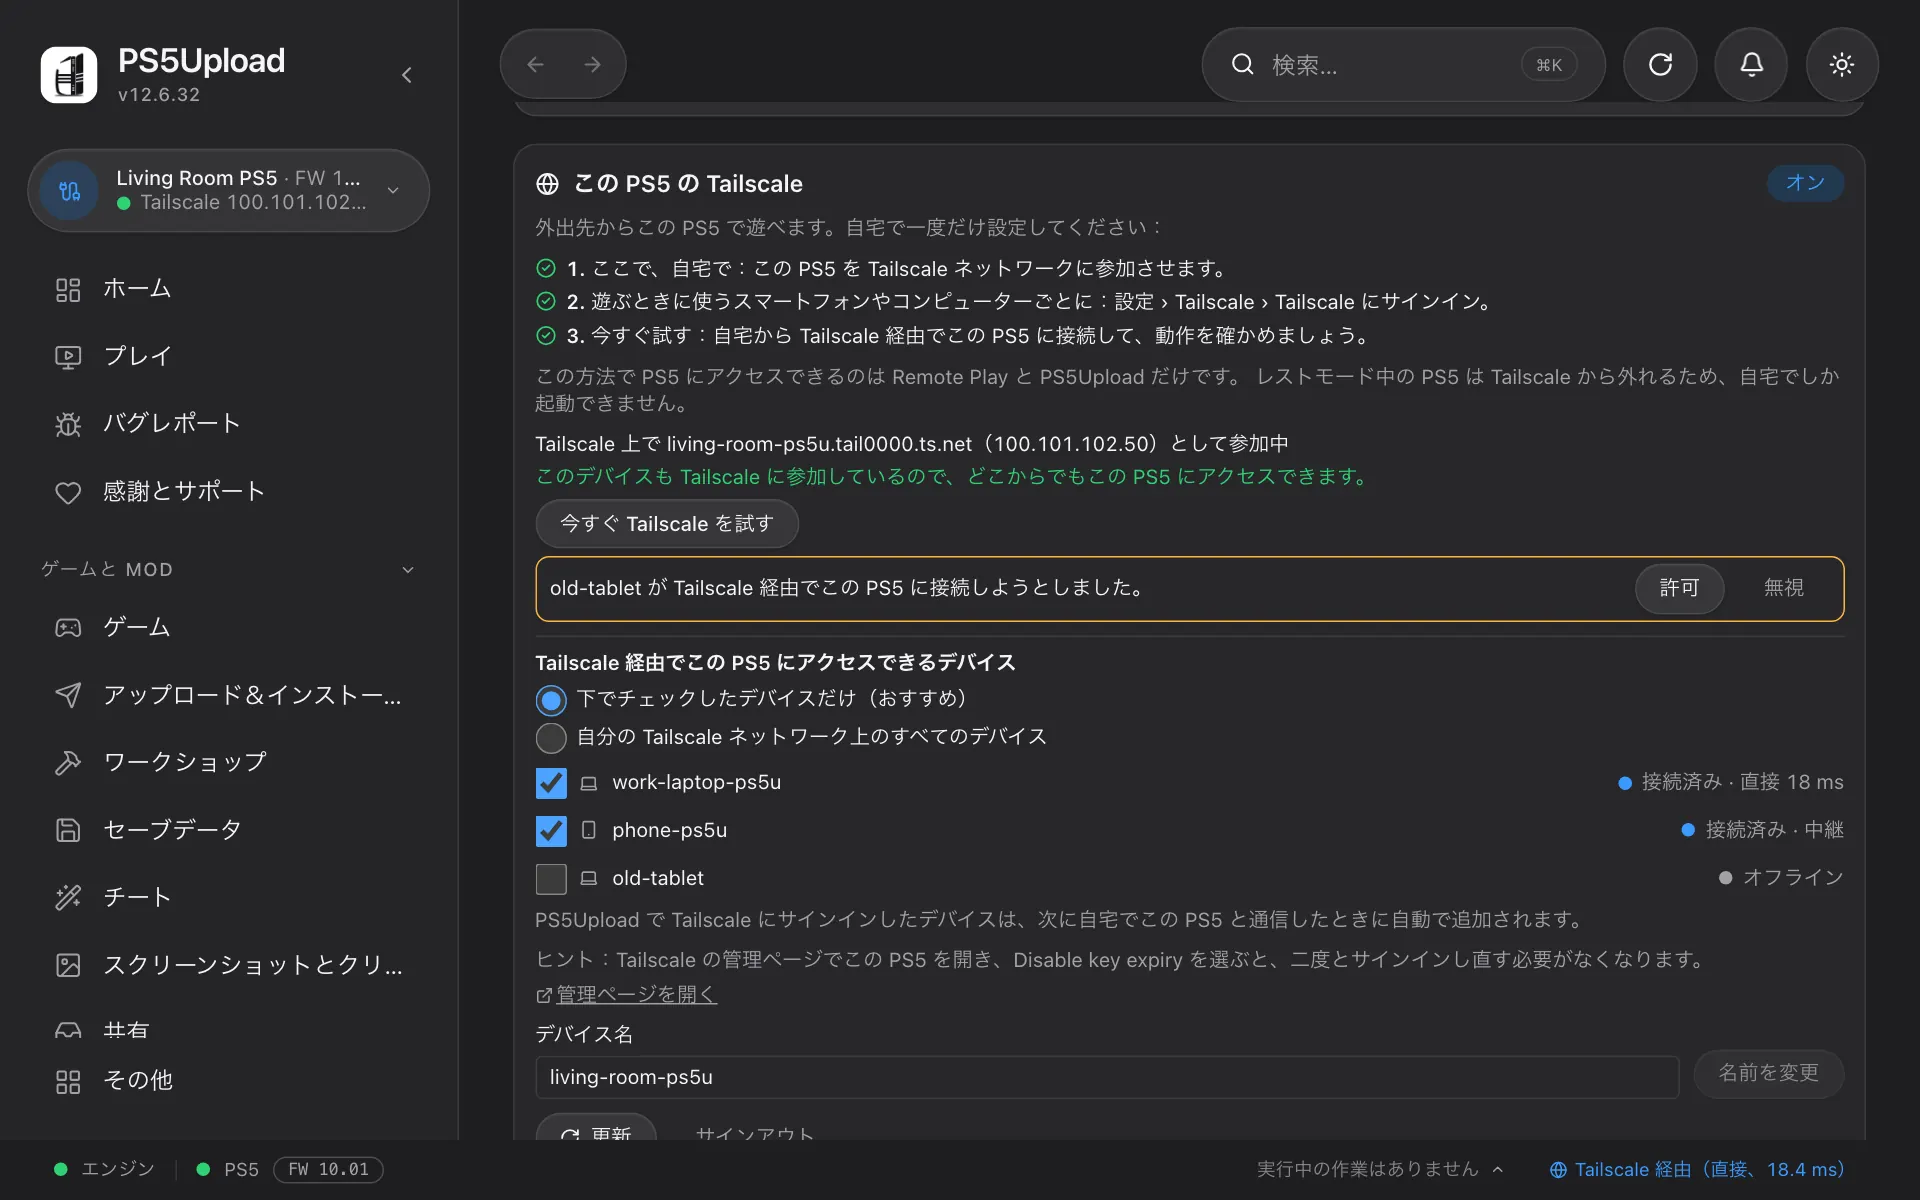 PS5Upload
v12.6.32
Living Room PS5 · FW 1...
Tailscale 100.101.102...
ホーム
プレイ
バグレポート
感謝とサポート
ゲームと MOD
ゲーム
アップロード＆インストー...
ワークショップ
セーブデータ
チート
スクリーンショットとクリ...
共有
その他
検索...
⌘K
この PS5 の Tailscale
オン
外出先からこの PS5 で遊べます。自宅で一度だけ設定してください：
1. ここで、自宅で：この PS5 を Tailscale ネットワークに参加させます。
2. 遊ぶときに使うスマートフォンやコンピューターごとに：設定 › Tailscale › Tailscale にサインイン。
3. 今すぐ試す：自宅から Tailscale 経由でこの PS5 に接続して、動作を確かめましょう。
この方法で PS5 にアクセスできるのは Remote Play と PS5Upload だけです。 レストモード中の PS5 は Tailscale から外れるため、自宅でしか
起動できません。
Tailscale 上で living-room-ps5u.tail0000.ts.net（100.101.102.50）として参加中
このデバイスも Tailscale に参加しているので、どこからでもこの PS5 にアクセスできます。
今すぐ Tailscale を試す
old-tablet が Tailscale 経由でこの PS5 に接続しようとしました。
許可
無視
Tailscale 経由でこの PS5 にアクセスできるデバイス
下でチェックしたデバイスだけ（おすすめ）
自分の Tailscale ネットワーク上のすべてのデバイス
work-laptop-ps5u
接続済み · 直接 18 ms
phone-ps5u
接続済み · 中継
old-tablet
オフライン
PS5Upload で Tailscale にサインインしたデバイスは、次に自宅でこの PS5 と通信したときに自動で追加されます。
ヒント：Tailscale の管理ページでこの PS5 を開き、Disable key expiry を選ぶと、二度とサインインし直す必要がなくなります。
管理ページを開く
デバイス名
living-room-ps5u
名前を変更
更新
サインアウト
エンジン
PS5
FW 10.01
実行中の作業はありません
Tailscale 経由（直接、18.4 ms）